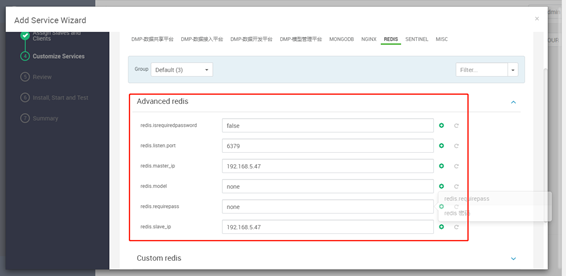 Add Service Wizard
×
Assign Slaves and
Clients
4 Customize Services
5 Review
6 Install, Start and Test
7 Summary
DMP-数据共享平台 DMP-数据接入平台 DMP-数据开发平台 DMP-模型管理平台 MONGODB NGINX REDIS SENTINEL MISC
Group Default (3) Filter...
Advanced redis
redis.isrequiredpassword false
redis.listen.port 6379
redis.master_ip 192.168.5.47
redis.model none
redis.requirepass
redis.requirepass none
redis 密码
redis.slave_ip 192.168.5.47
Custom redis